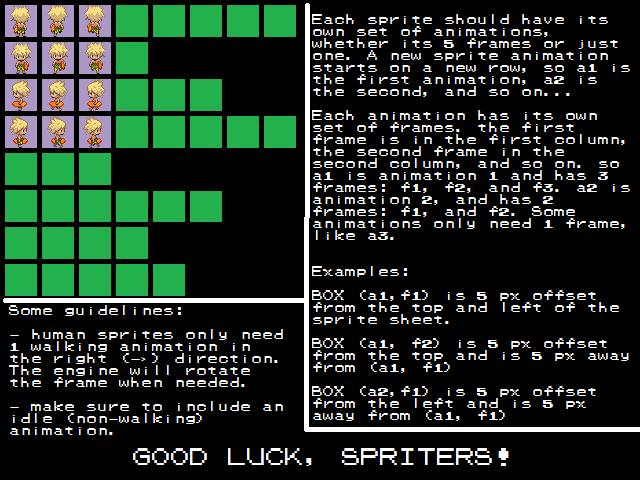 Each sprite should have its
own set of animations,
whether its 5 frames or just
one. A new sprite animation
starts on a new row, so a1 is
the first animation, a2 is
the second, and so on...
Each animation has its own
set of frames. the first
frame is in the first column,
the second frame in the
second column, and so on. so
a1 is animation 1 and has 3
frames: f1, f2, and f3. a2 is
animation 2, and has 2
frames: f1, and f2. Some
animations only need 1 frame,
like a3.
Examples:
BOX (a1,f1) is 5 px offset
from the top and left of the
sprite sheet.
BOX (a1, f2) is 5 px offset
from the top and is 5 px away
from (a1, f1)
BOX (a2,f1) is 5 px offset
from the left and is 5 px
away from (a1, f1)
Some guidelines:
- human sprites only need
1 walking animation in
the right (->) direction.
The engine will rotate
the frame when needed.
- make sure to include an
idle (non-walking)
animation.
GOOD LUCK, SPRITERS!